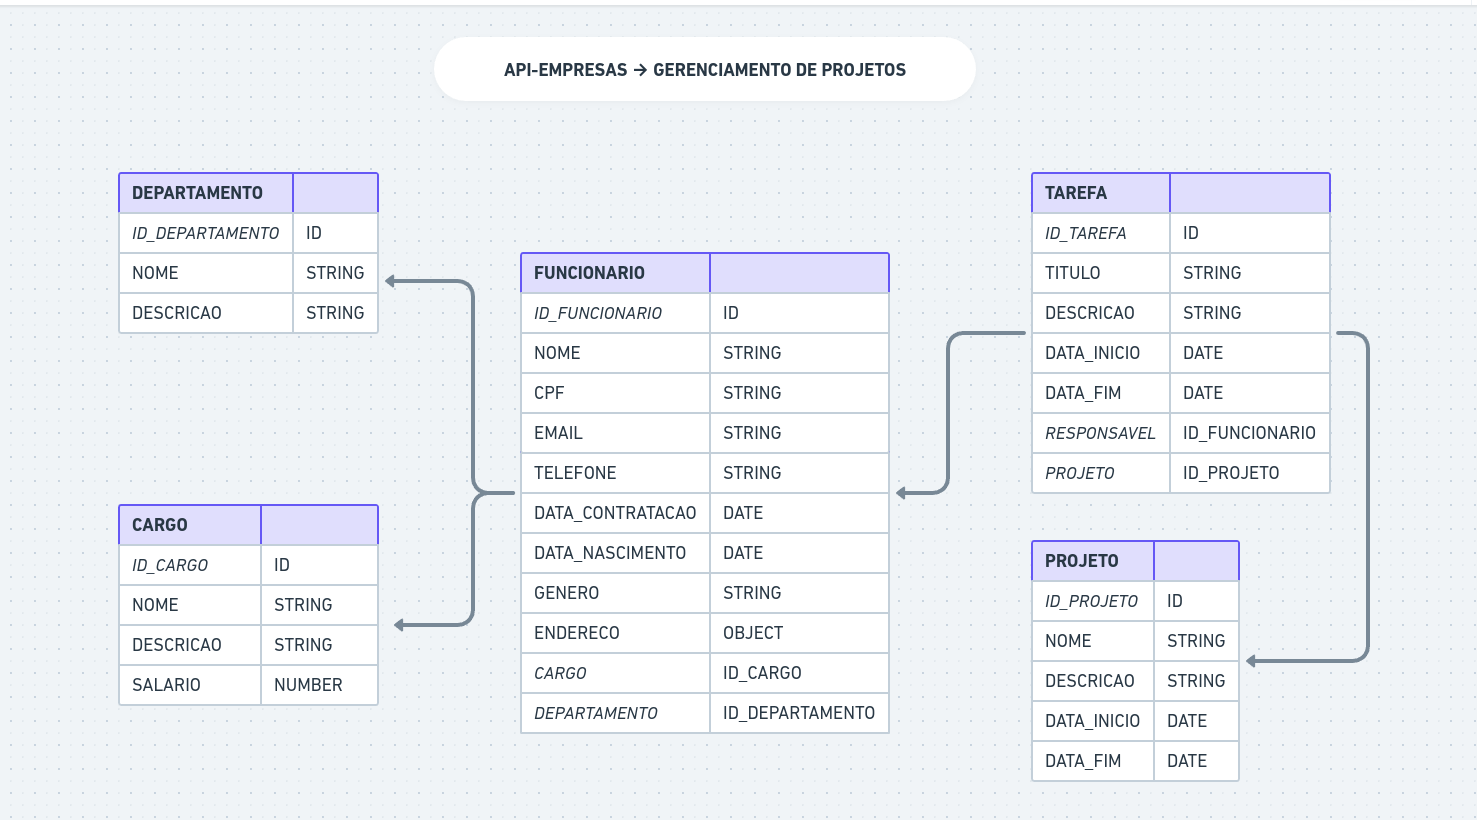 API-EMPRESAS → GERENCIAMENTO DE PROJETOS
DEPARTAMENTO
ID_DEPARTAMENTO ID
NOME STRING
DESCRICAO STRING
CARGO
ID_CARGO ID
NOME STRING
DESCRICAO STRING
SALARIO NUMBER
FUNCIONARIO
ID_FUNCIONARIO ID
NOME STRING
CPF STRING
EMAIL STRING
TELEFONE STRING
DATA_CONTRATACAO DATE
DATA_NASCIMENTO DATE
GENERO STRING
ENDERECO OBJECT
CARGO ID_CARGO
DEPARTAMENTO ID_DEPARTAMENTO
TAREFA
ID_TAREFA ID
TITULO STRING
DESCRICAO STRING
DATA_INICIO DATE
DATA_FIM DATE
RESPONSAVEL ID_FUNCIONARIO
PROJETO ID_PROJETO
PROJETO
ID_PROJETO ID
NOME STRING
DESCRICAO STRING
DATA_INICIO DATE
DATA_FIM DATE